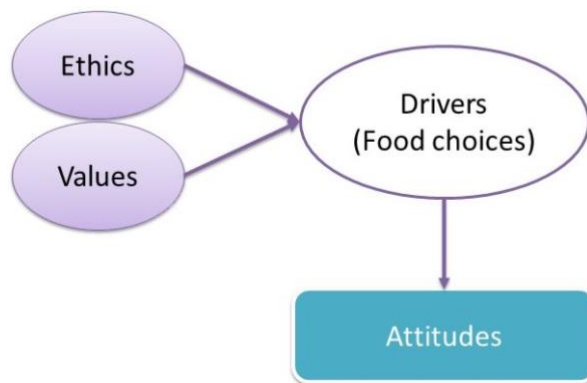 Ethics
Values
Drivers
(Food choices)
Attitudes